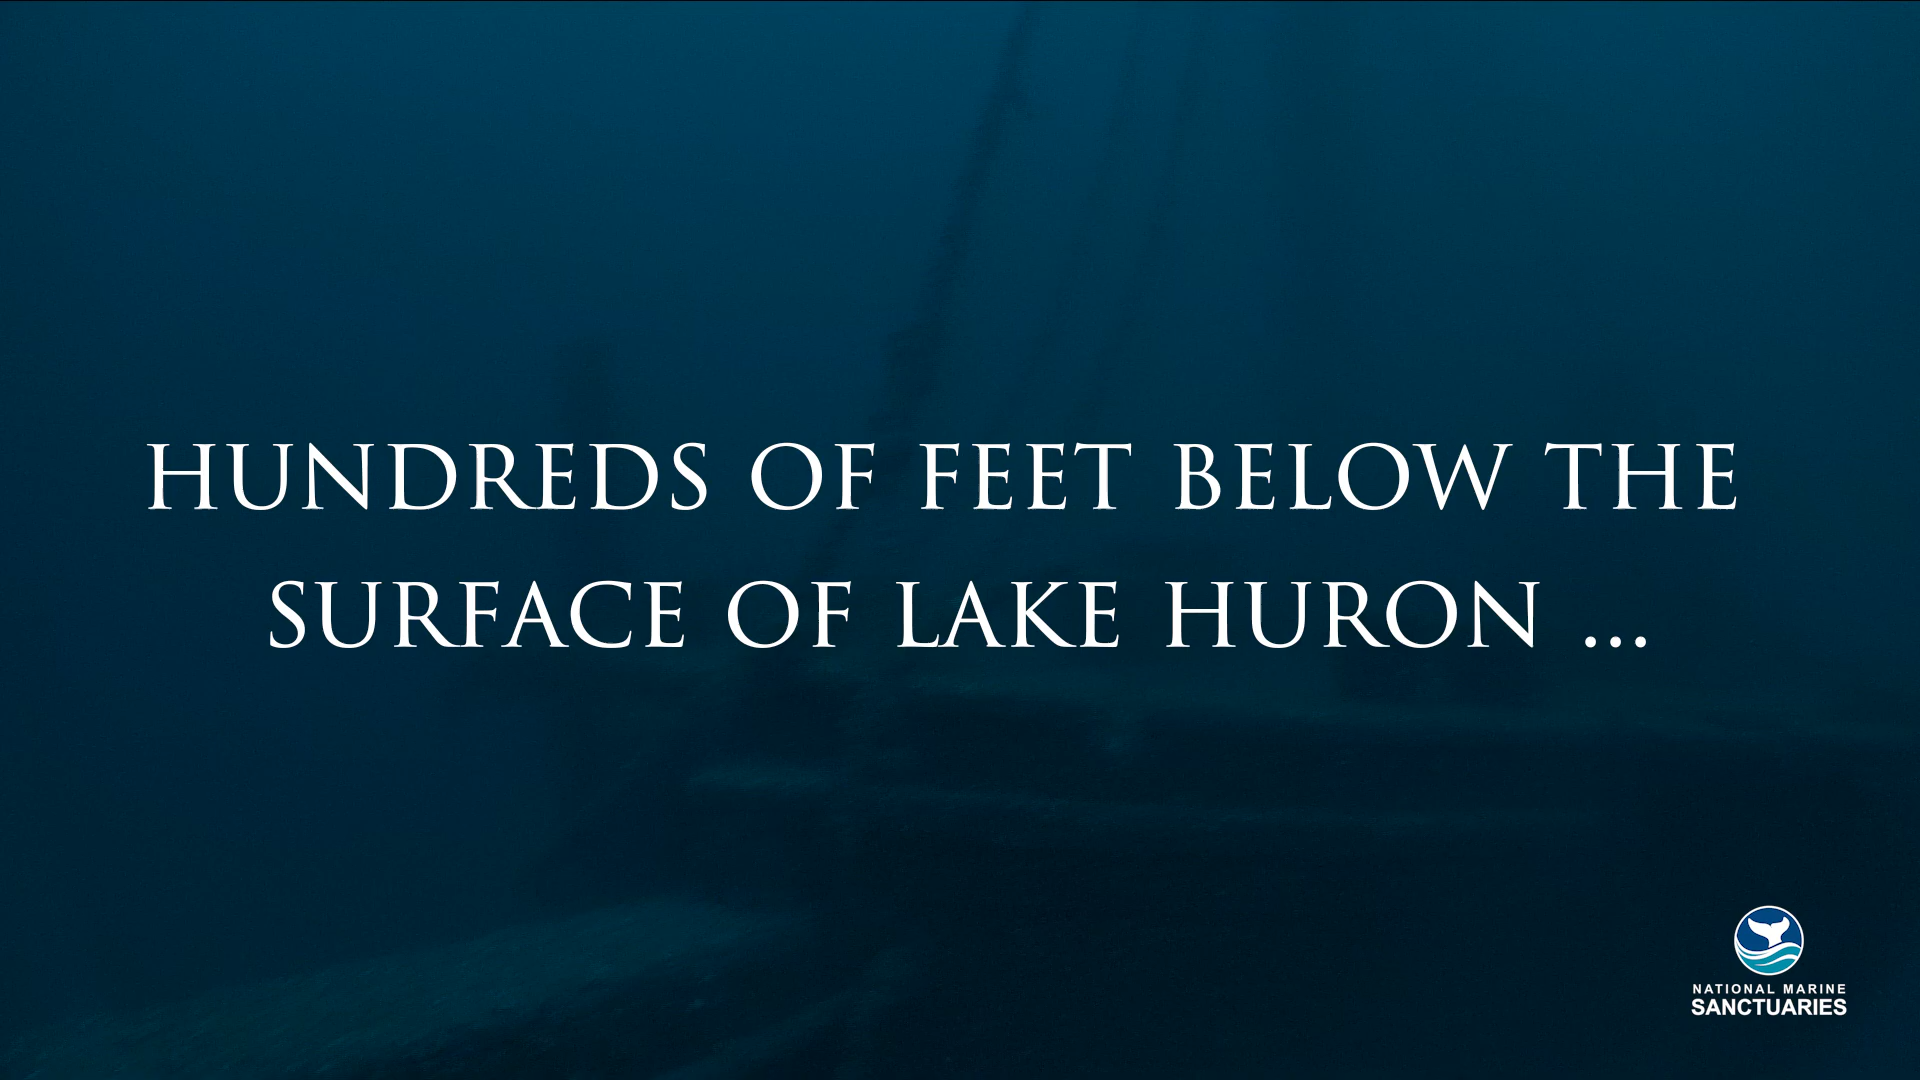 HUNDREDS OF FEET BELOW THE
SURFACE OF LAKE HURON ...
NATIONAL MARINE
SANCTUARIES